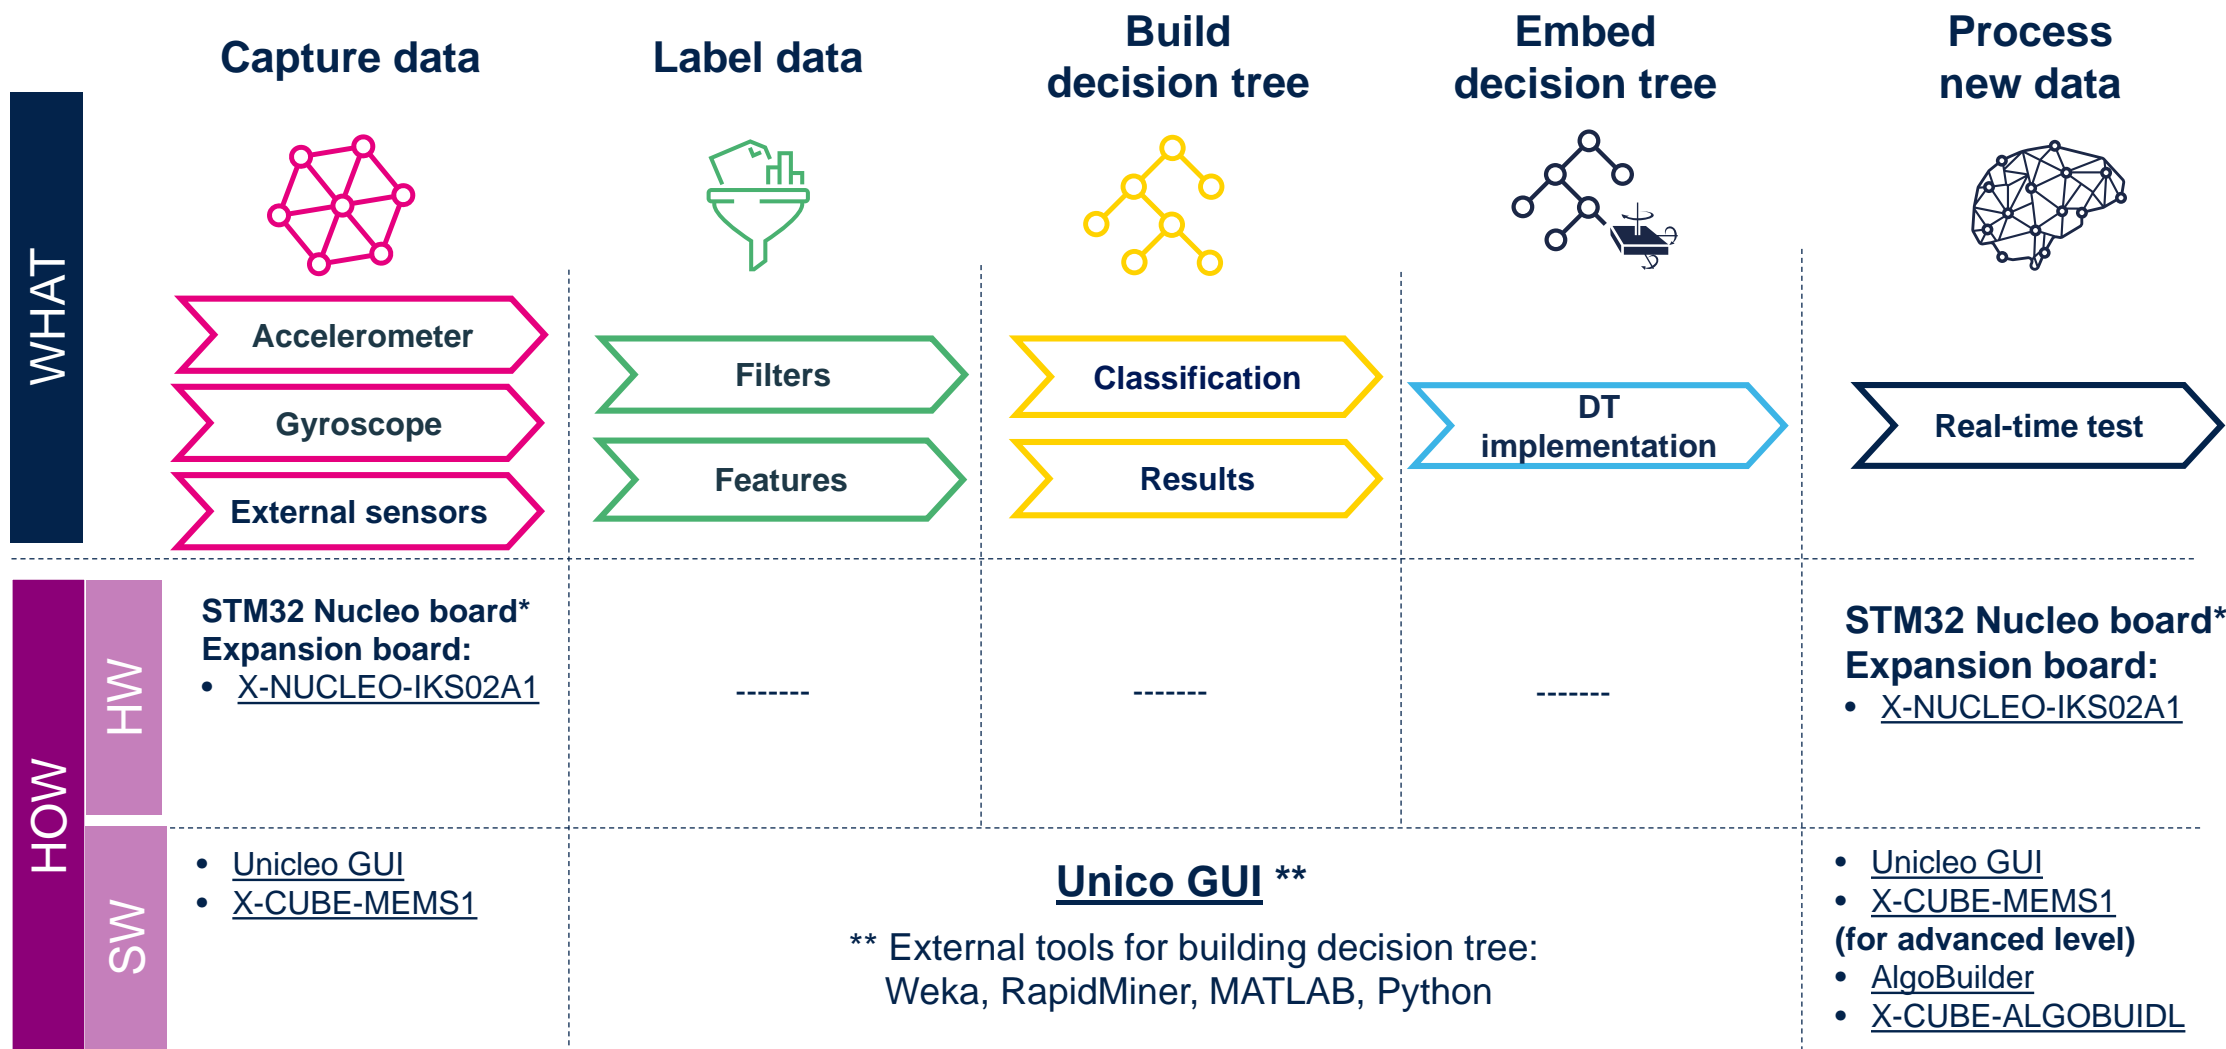 Capture data
Label data
Build
decision tree
Embed
decision tree
Process
new data
WHAT
Accelerometer
Gyroscope
External sensors
Filters
Features
Classification
Results
DT
implementation
Real-time test
HOW
HW
STM32 Nucleo board*
Expansion board:
• X-NUCLEO-IKS02A1
-------
-------
-------
STM32 Nucleo board*
Expansion board:
• X-NUCLEO-IKS02A1
SW
• Unicleo GUI
• X-CUBE-MEMS1
Unico GUI **
** External tools for building decision tree:
Weka, RapidMiner, MATLAB, Python
• Unicleo GUI
• X-CUBE-MEMS1
(for advanced level)
• AlgoBuilder
• X-CUBE-ALGOBUIDL